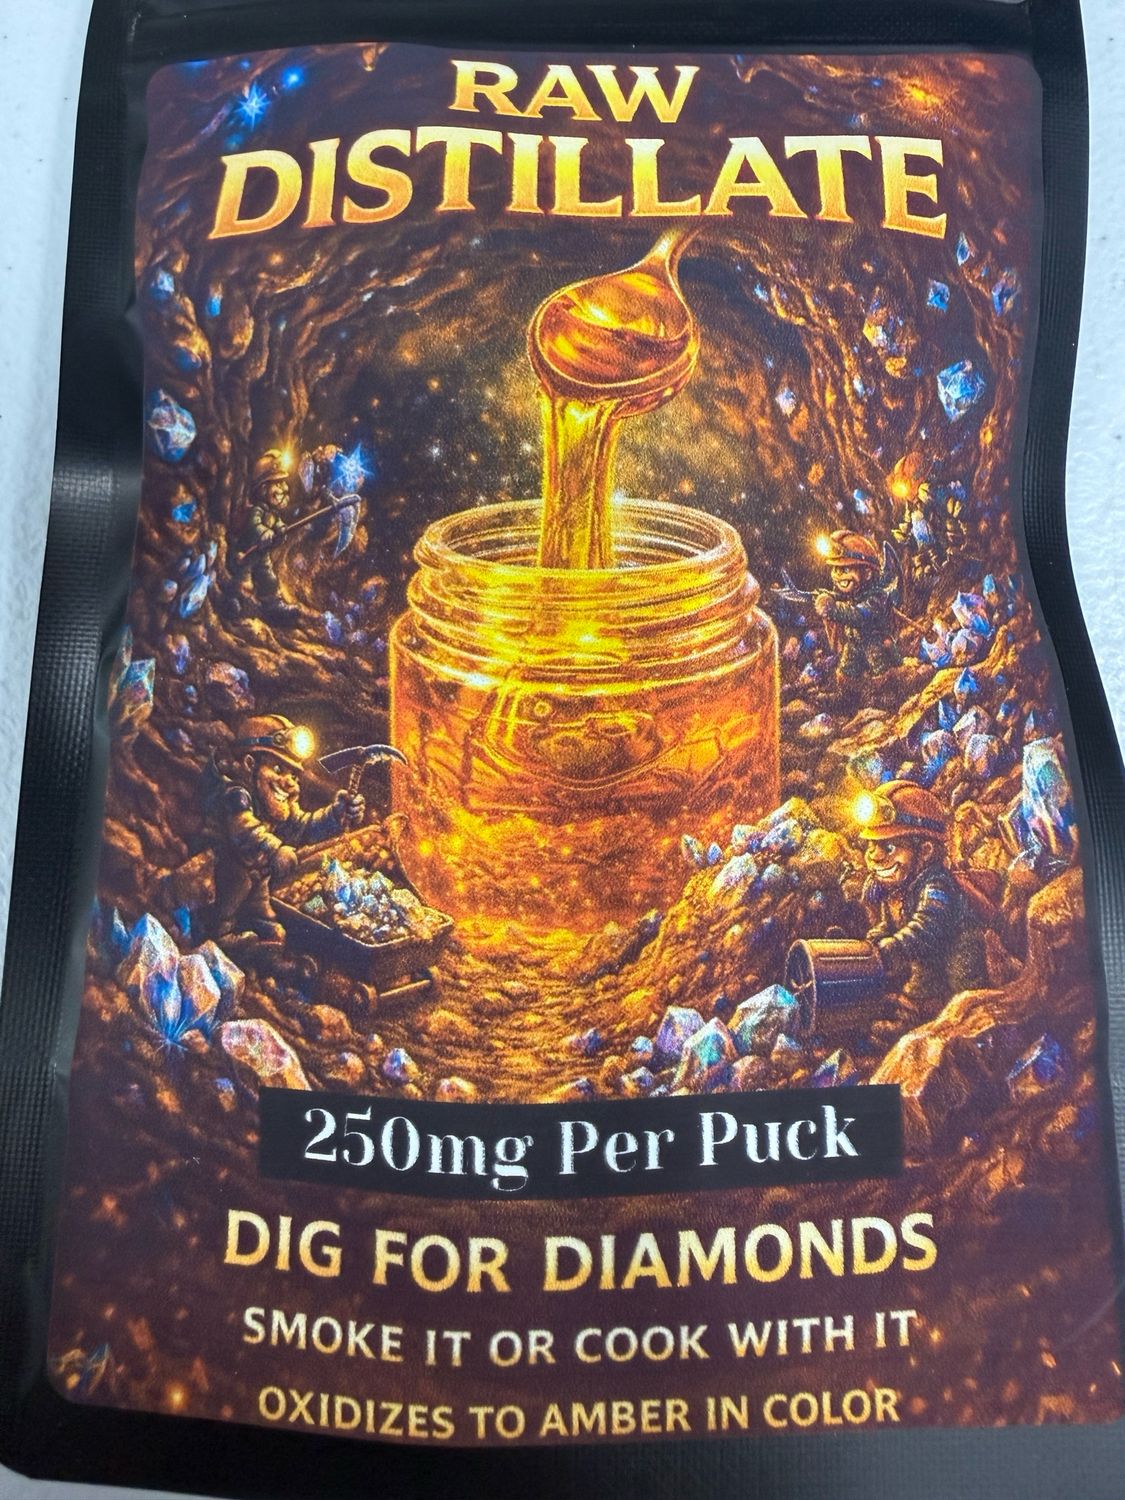 RAW
DISTILLATE
250mg Per Puck
DIG FOR DIAMONDS
SMOKE IT OR COOK WITH IT
OXIDIZES TO AMBER IN COLOR